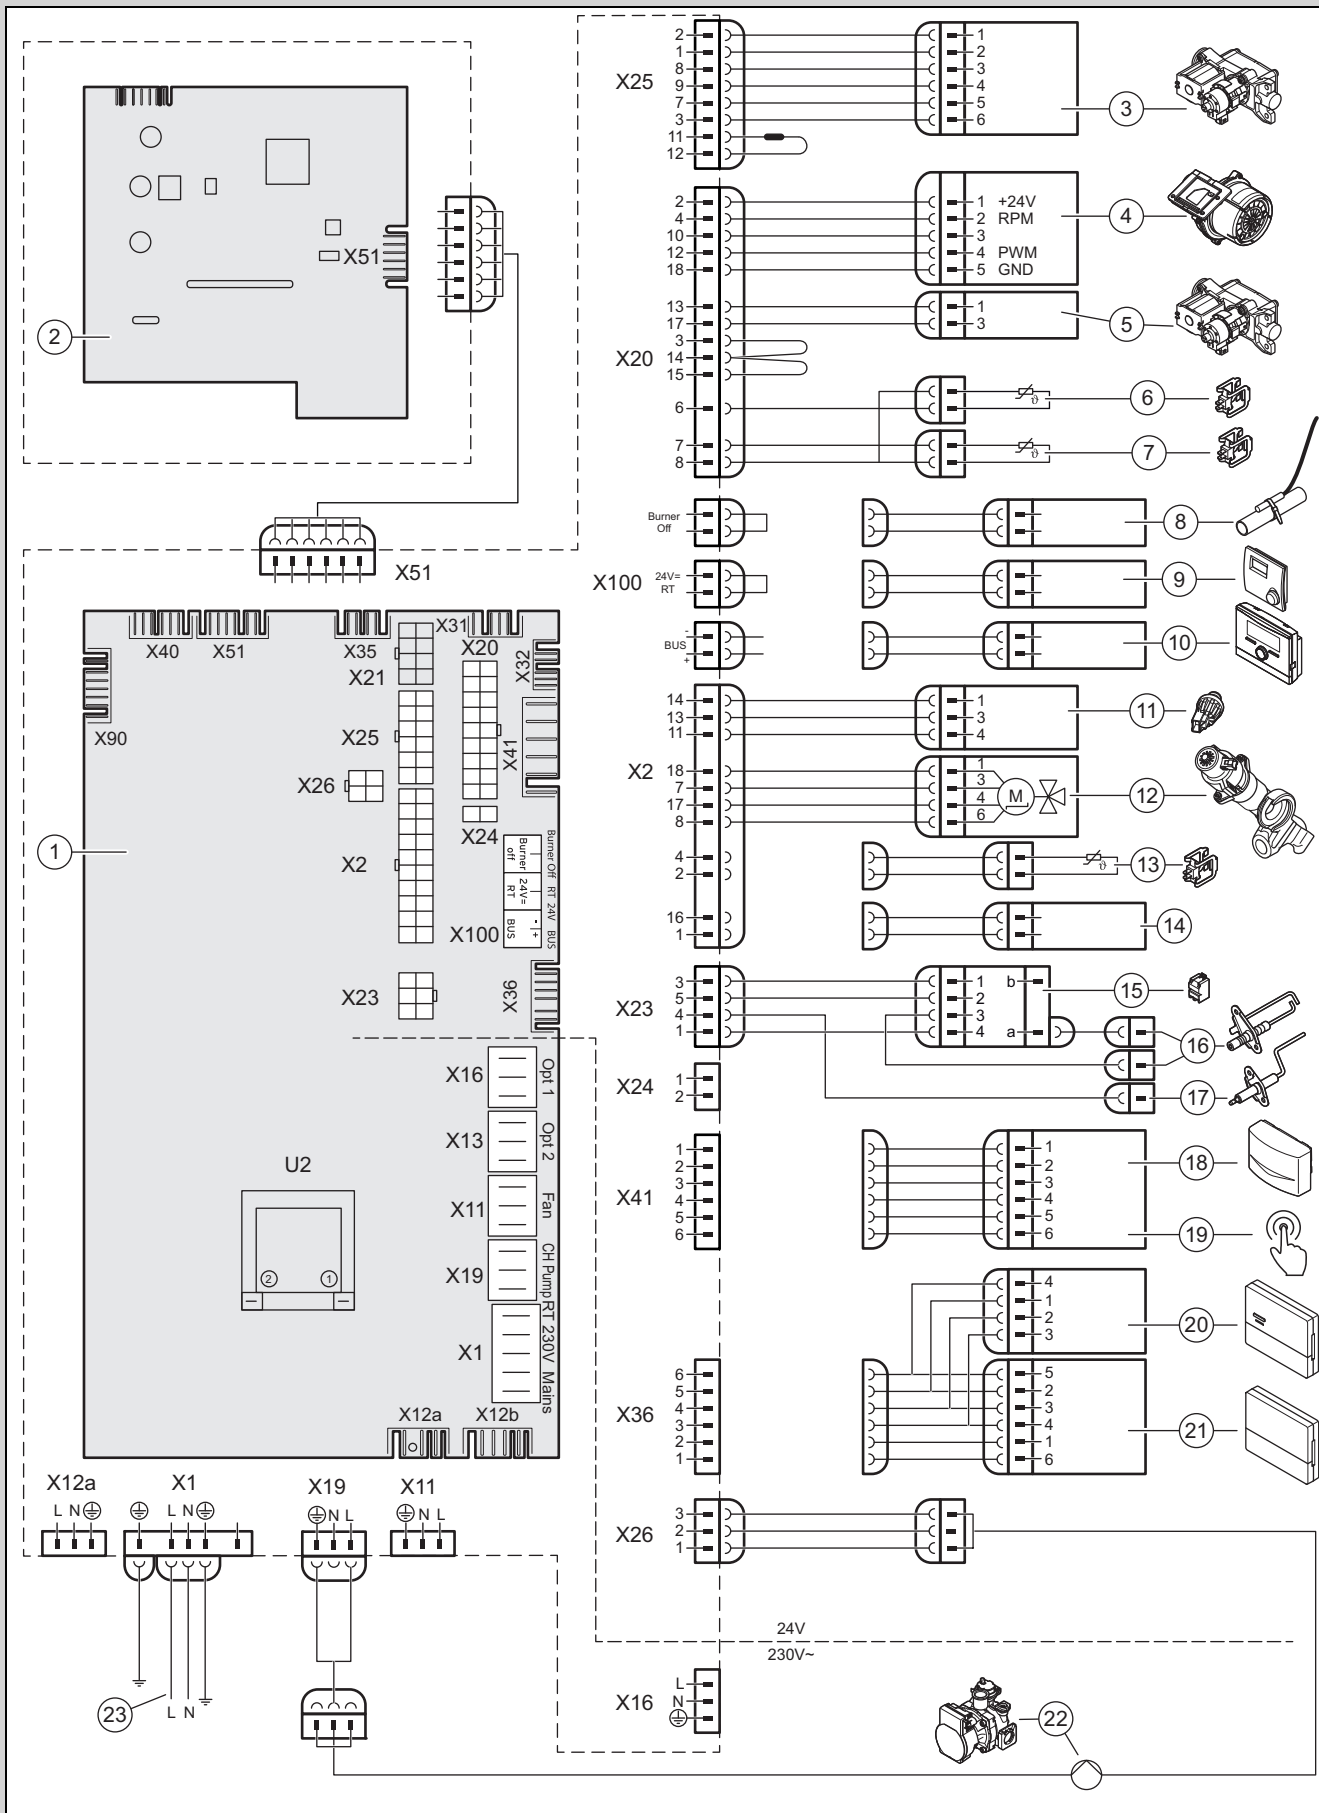 X51
2
X51
X25
2 1
1 2
8 3
9 4
7 5
3 6
11
12
3
X20
2 1 +24V
4 2 RPM
10 3
12 4 PWM
18 5 GND
4
13 1
17 3
5
3
14
15
6
6 ϑ
7
8
7 ϑ
Burner
Off
8
X100
24V=
RT
9
-
BUS
+
10
X2
14 1
13 3
11 4
11
18 1
7 3
17 4
8 6
M
12
4
2
13 ϑ
16
1
14
X23
3 1 b
5 2
4 3
1 4 a
15
16
17
X24
1
2
X41
1 1
2 2
3 3
4 4
5 5
6 6
18
19
4
1
2
3
20
X36
6 5
5 2
4 3
3 4
2 1
1 6
21
X26
3
2
1
24V
230V~
X16
L
N
22
1
X40
X51
X35
X31
X21
X20
X32
X90
X25
X41
X26
X24
X2
X100
Burner
off
24V=
RT
- +
BUS
Burner Off RT 24V BUS
X23
X36
X16 Opt 1
X13 Opt 2
X11 Fan
X19 CH Pump
X1 RT 230V Mains
U2
2 1
X12a
X12b
X12a
L N
X1
L N
X19
N L
X11
N L
23
L N